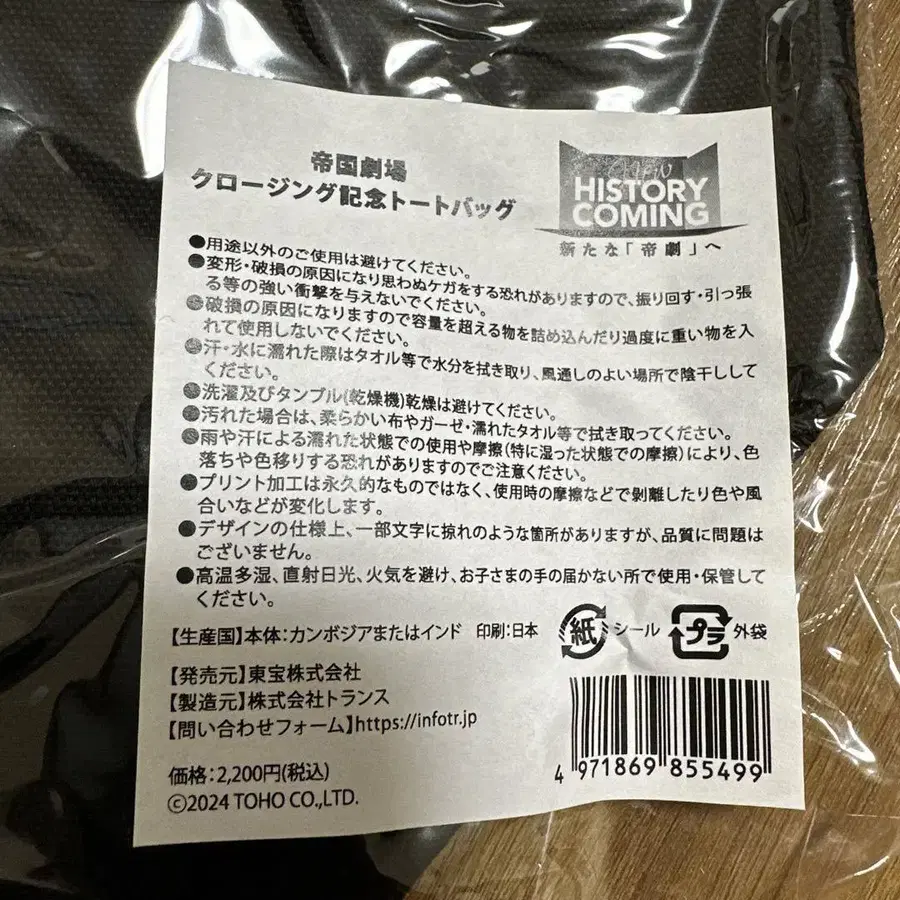 帝国劇場
クロージング記念トートバッグ
HISTORY
COMING
新たな「帝劇」へ
●用途以外のご使用は避けてください。
●変形・破損の原因になり思わぬケガをする恐れがありますので、振り回す・引っ張
る等の強い衝撃を与えないでください。
●破損の原因になりますので容量を超える物を詰め込んだり過度に重い物を入
れて使用しないでください。
●汗・水に濡れた際はタオル等で水分を拭き取り、風通しのよい場所で陰干しして
ください。
●洗濯及びタンブル(乾燥機)乾燥は避けてください。
●汚れた場合は、柔らかい布やガーゼ・濡れたタオル等で拭き取ってください。
●雨や汗による濡れた状態での使用や摩擦(特に湿った状態での摩擦)により、色
落ちや色移りする恐れがありますのでご注意ください。
●プリント加工は永久的なものではなく、使用時の摩擦などで剥離したり色や風
合いなどが変化します。
●デザインの仕様上、一部文字に掠れのような箇所がありますが、品質に問題は
ございません。
●高温多湿、直射日光、火気を避け、お子さまの手の届かない所で使用・保管して
ください。
【生産国】本体:カンボジアまたはインド 印刷:日本
紙 シール プラ 外袋
【発売元】東宝株式会社
【製造元】株式会社トランス
【問い合わせフォーム】https://infotr.jp
価格:2,200円(税込)
©2024 TOHO CO.,LTD.
4 971869 855499